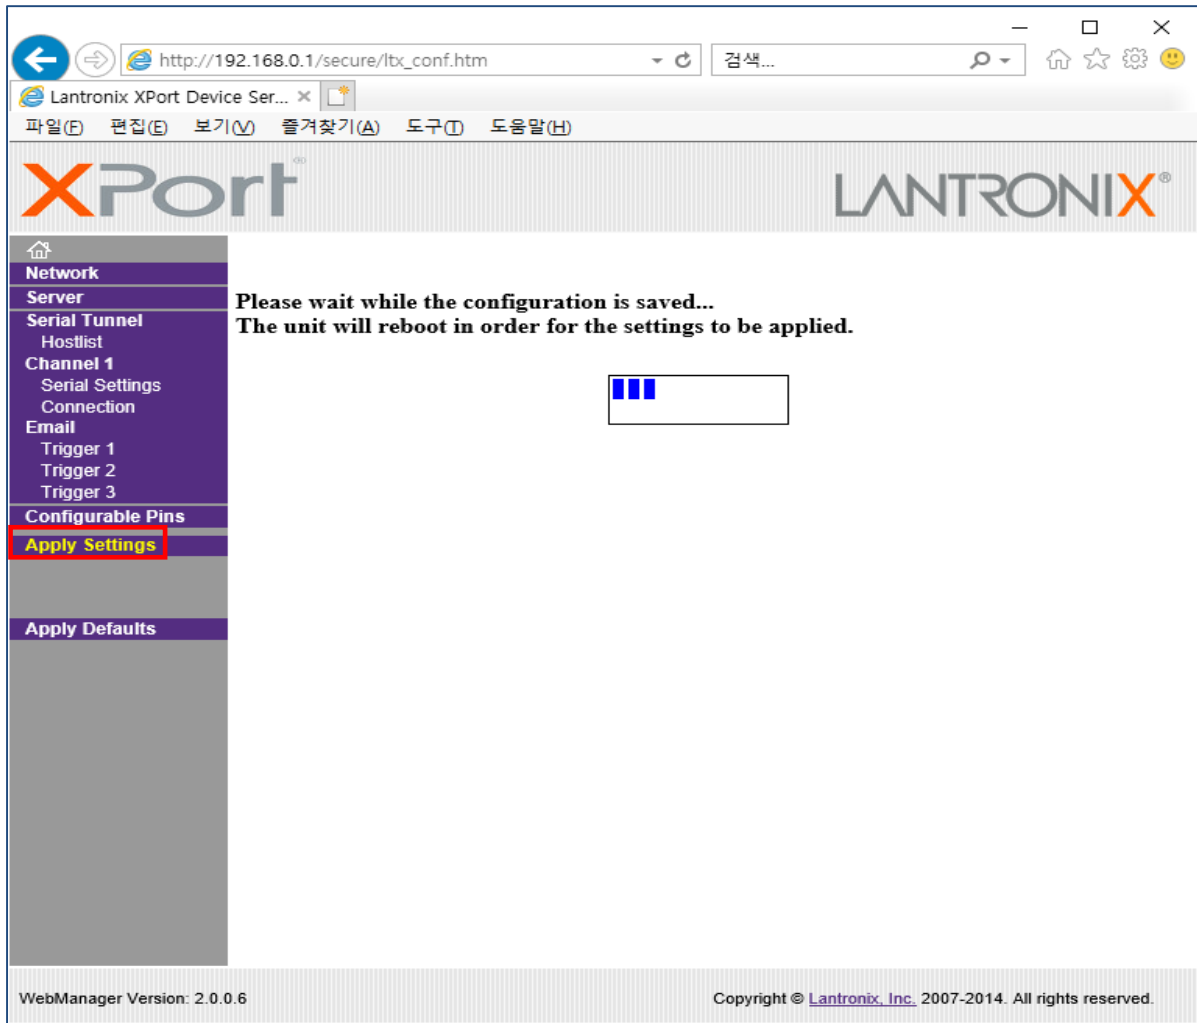 http://192.168.0.1/secure/ltx_conf.htm
검색...
Lantronix XPort Device Ser...
파일(F) 편집(E) 보기(V) 즐겨찾기(A) 도구(T) 도움말(H)
XPort®
LANTRONIX®
Network
Server
Serial Tunnel
Hostlist
Channel 1
Serial Settings
Connection
Email
Trigger 1
Trigger 2
Trigger 3
Configurable Pins
Apply Settings
Apply Defaults
Please wait while the configuration is saved...
The unit will reboot in order for the settings to be applied.
WebManager Version: 2.0.0.6
Copyright © Lantronix, Inc. 2007-2014. All rights reserved.